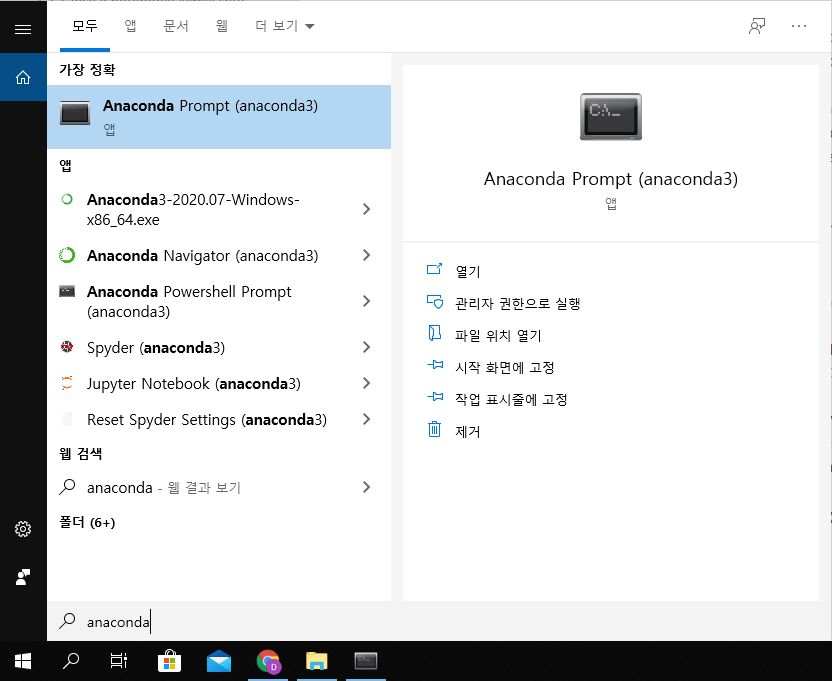 모두 앱 문서 웹 더 보기
가장 정확
Anaconda Prompt (anaconda3)
앱
앱
Anaconda3-2020.07-Windows-
x86_64.exe
Anaconda Navigator (anaconda3)
Anaconda Powershell Prompt
(anaconda3)
Spyder (anaconda3)
Jupyter Notebook (anaconda3)
Reset Spyder Settings (anaconda3)
웹 검색
anaconda - 웹 결과 보기
폴더 (6+)
C:\_
Anaconda Prompt (anaconda3)
앱
열기
관리자 권한으로 실행
파일 위치 열기
시작 화면에 고정
작업 표시줄에 고정
제거
anaconda
D